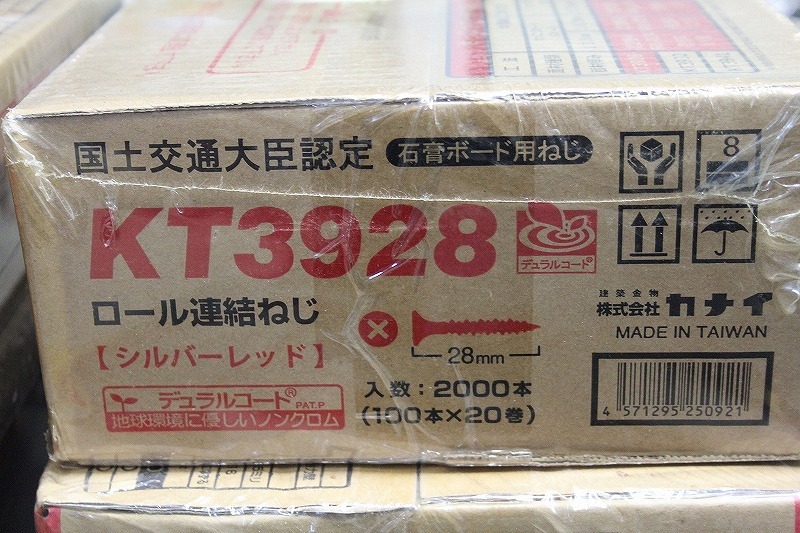 国土交通大臣認定 石膏ボード用ねじ
8
KT3928
デュラルコート®
ロール連結ねじ
【シルバーレッド】
28mm
建築金物
株式会社カナイ
MADE IN TAIWAN
デュラルコート® PAT.P
地球環境に優しいノンクロム
入数:2000本
(100本×20巻)
4 571295 250921